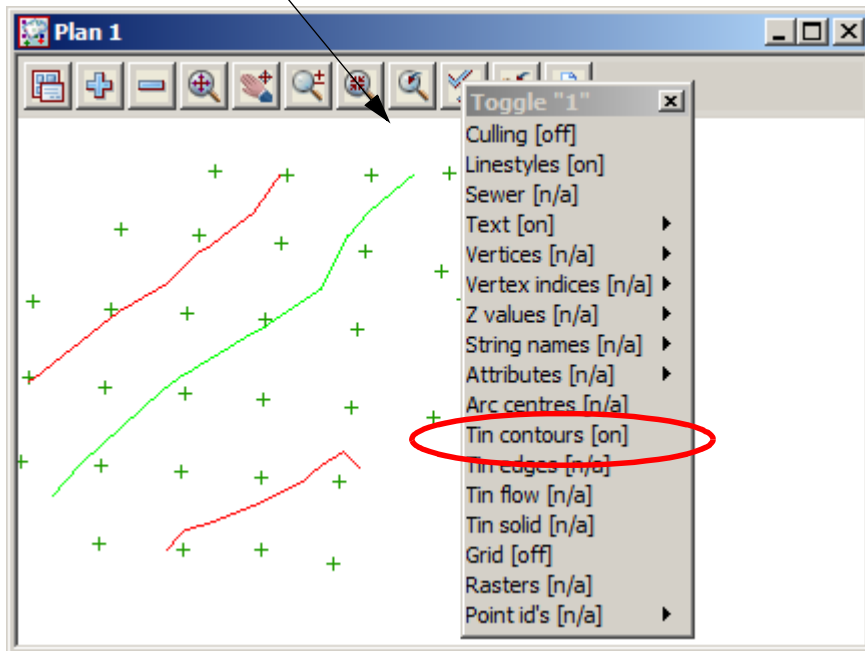 Plan 1
Toggle "1"
Culling [off]
Linestyles [on]
Sewer [n/a]
Text [on]
Vertices [n/a]
Vertex indices [n/a]
Z values [n/a]
String names [n/a]
Attributes [n/a]
Arc centres [n/a]
Tin contours [on]
Tin edges [n/a]
Tin flow [n/a]
Tin solid [n/a]
Grid [off]
Rasters [n/a]
Point id's [n/a]